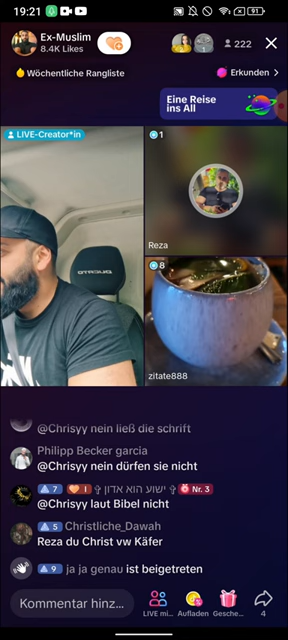 19:21
91
Ex-Muslim
8.4K Likes
222
Wöchentliche Rangliste
Erkunden
Eine Reise
ins All
LIVE-Creator*in
1
DUCATO
Reza
8
zitate888
@Chrisyy nein ließ die schrift
Philipp Becker garcia
@Chrisyy nein dürfen sie nicht
7 I ✞ ישוע הוא אדון ✞ Nr. 3
@Chrisyy laut Bibel nicht
5 Christliche_Dawah
Reza du Christ vw Käfer
9 ja ja genau ist beigetreten
Kommentar hinz...
LIVE mi...
Aufladen
Gesche...
4